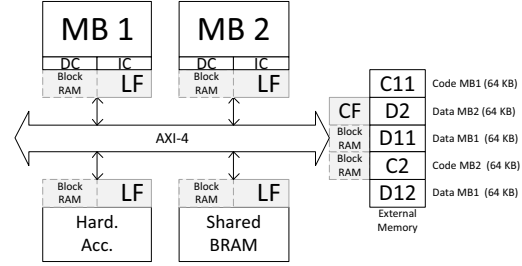 MB 1
MB 2
DC IC
DC IC
Block RAM LF
Block RAM LF
C11 Code MB1 (64 KB)
CF D2 Data MB2 (64 KB)
AXI-4
Block RAM D11 Data MB1 (64 KB)
Block RAM C2 Code MB2 (64 KB)
D12 Data MB1 (64 KB)
Block RAM LF
Block RAM LF
External
Memory
Hard.
Acc.
Shared
BRAM